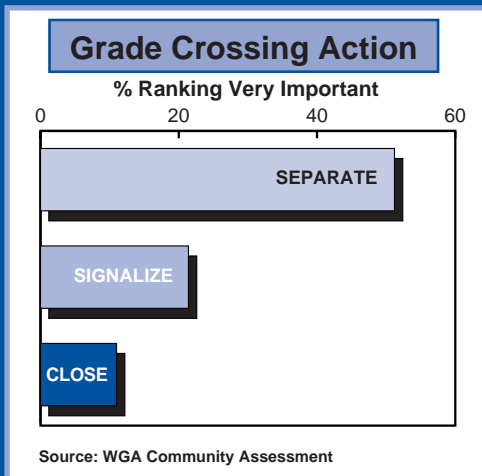 Grade Crossing Action
% Ranking Very Important
0 20 40 60
SEPARATE
SIGNALIZE
CLOSE
Source: WGA Community Assessment